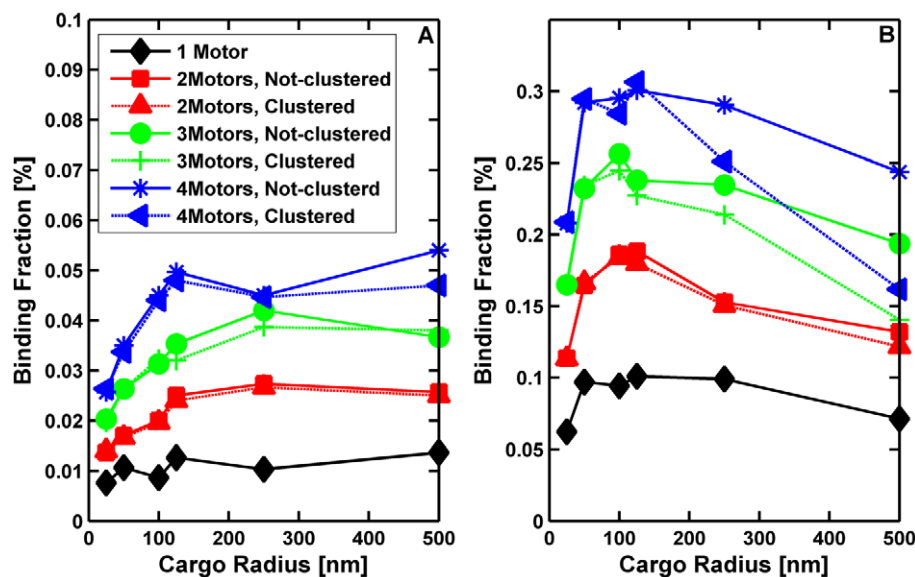 A
0.1
0.09
0.08
0.07
0.06
0.05
0.04
0.03
0.02
0.01
0
Binding Fraction [%]
1 Motor
2Motors, Not-clustered
2Motors, Clustered
3Motors, Not-clustered
3Motors, Clustered
4Motors, Not-clusterd
4Motors, Clustered
0 100 200 300 400 500
Cargo Radius [nm]
B
0.3
0.25
0.2
0.15
0.1
0.05
0
Binding Fraction [%]
0 100 200 300 400 500
Cargo Radius [nm]